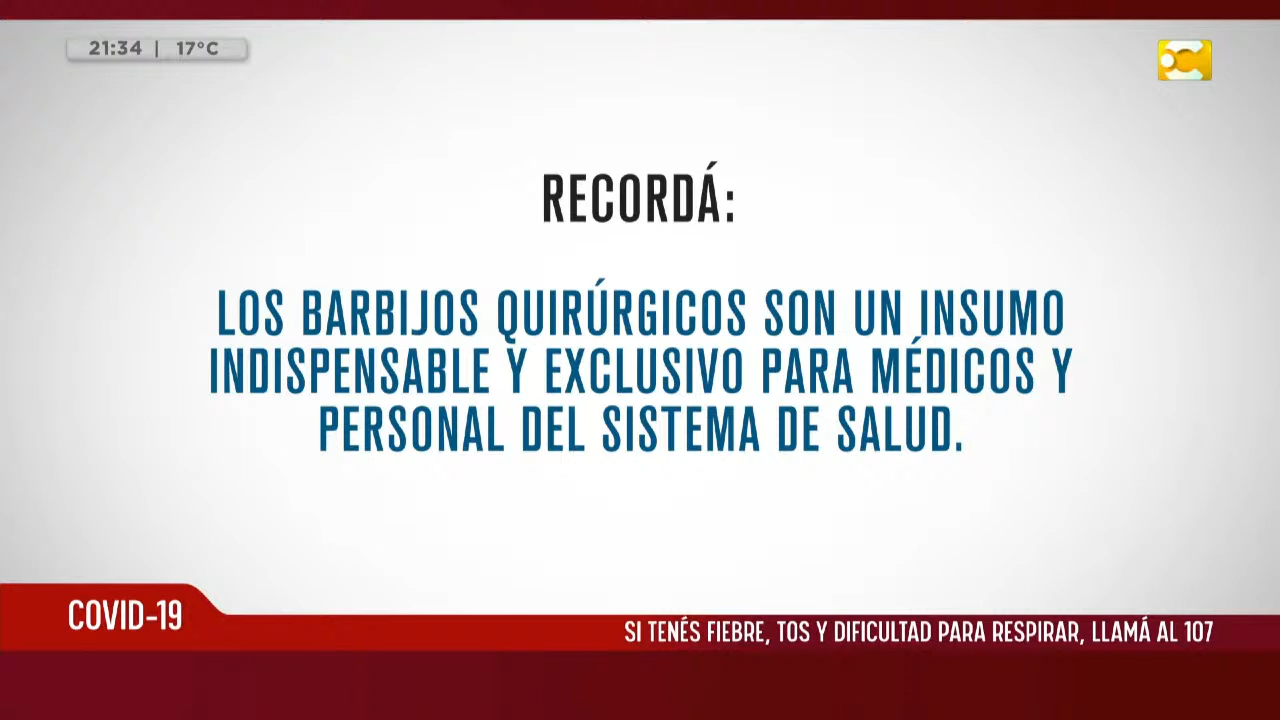 21:34 | 17°C
RECORDÁ:
LOS BARBIJOS QUIRÚRGICOS SON UN INSUMO
INDISPENSABLE Y EXCLUSIVO PARA MÉDICOS Y
PERSONAL DEL SISTEMA DE SALUD.
COVID-19
SI TENÉS FIEBRE, TOS Y DIFICULTAD PARA RESPIRAR, LLAMÁ AL 107